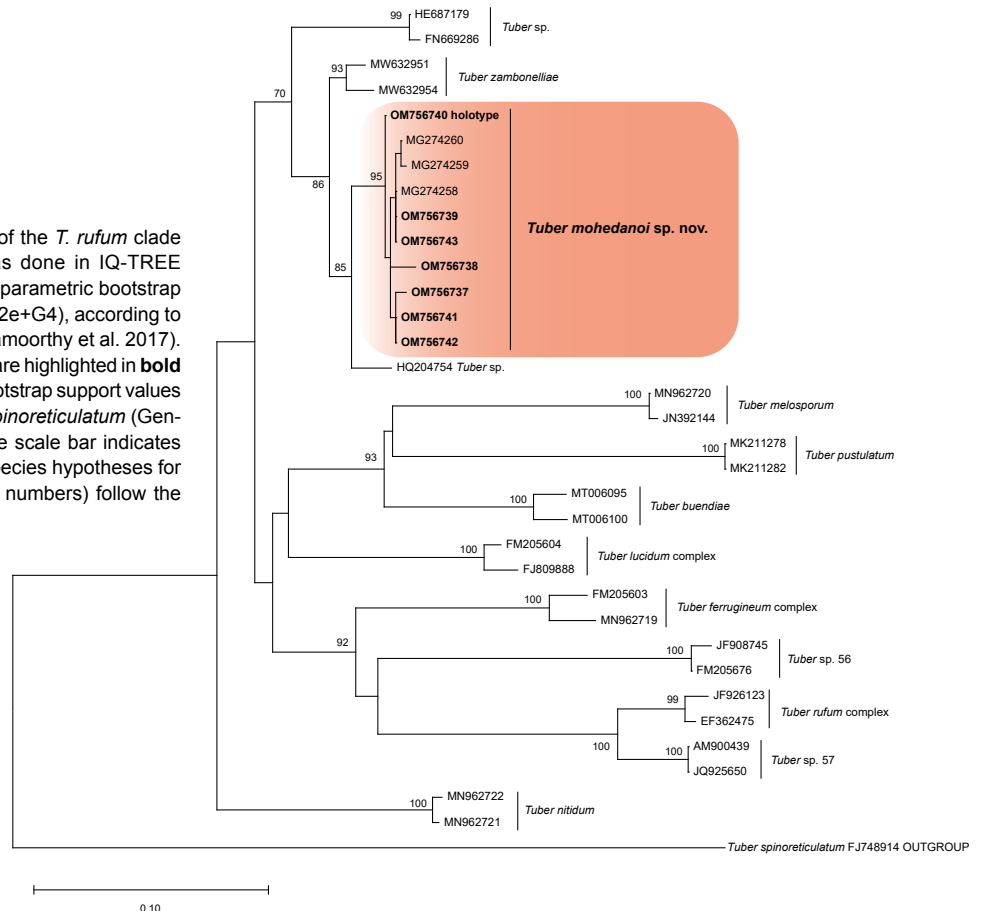 99
HE687179
FN669286
Tuber sp.
93
MW632951
MW632954
Tuber zambonelliae
70
OM756740 holotype
MG274260
MG274259
95
MG274258
86
OM756739
OM756743
Tuber mohedanoi sp. nov.
OM756738
85
OM756737
OM756741
OM756742
HQ204754 Tuber sp.
of the T. rufum clade
as done in IQ-TREE
parametric bootstrap
2e+G4), according to
amoorthy et al. 2017).
are highlighted in bold
otstrap support values
pinoreticulatum (Gen-
e scale bar indicates
pecies hypotheses for
numbers) follow the
100
MN962720
JN392144
Tuber melosporum
93
100
MK211278
MK211282
Tuber pustulatum
100
MT006095
MT006100
Tuber buendiae
100
FM205604
FJ809888
Tuber lucidum complex
100
FM205603
MN962719
Tuber ferrugineum complex
92
100
JF908745
FM205676
Tuber sp. 56
99
JF926123
EF362475
Tuber rufum complex
100
100
AM900439
JQ925650
Tuber sp. 57
100
MN962722
MN962721
Tuber nitidum
Tuber spinoreticulatum FJ748914 OUTGROUP
0.10